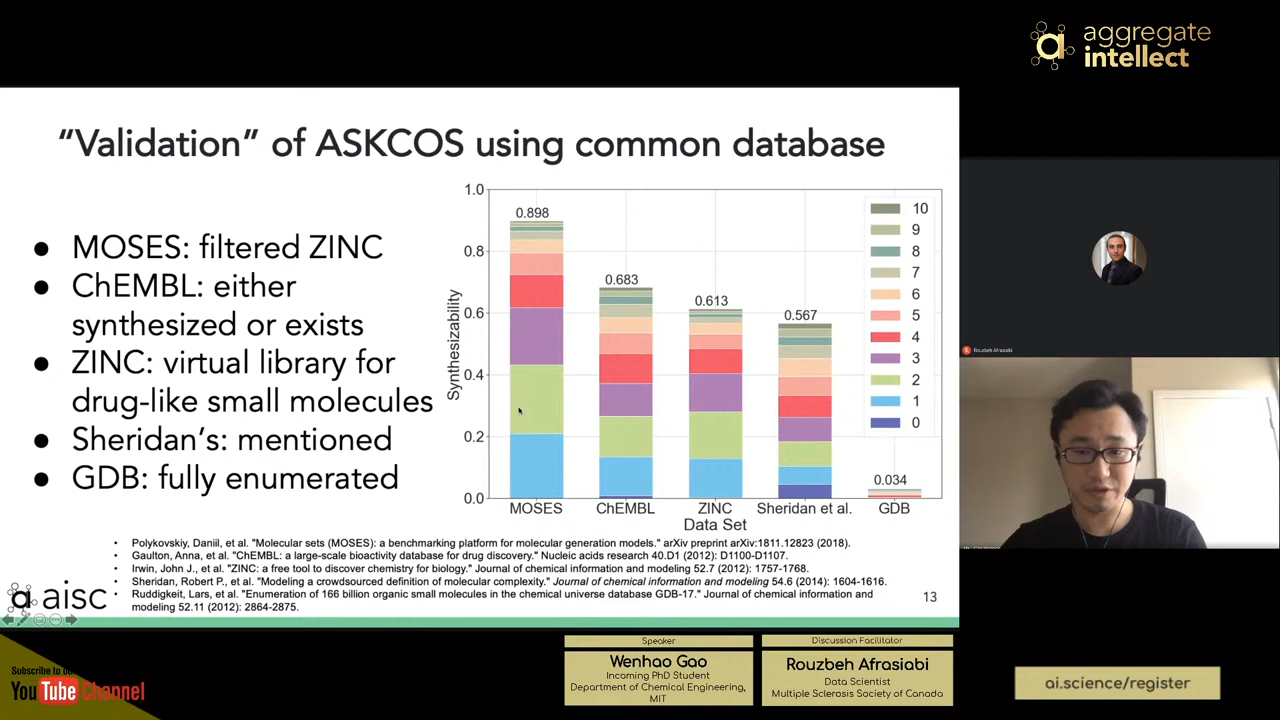 aggregate
intellect
“Validation” of ASKCOS using common database
● MOSES: filtered ZINC
● ChEMBL: either
synthesized or exists
● ZINC: virtual library for
drug-like small molecules
● Sheridan’s: mentioned
● GDB: fully enumerated
Synthesizability
1.0
0.8
0.6
0.4
0.2
0.0
0.898
0.683
0.613
0.567
0.034
10
9
8
7
6
5
4
3
2
1
0
MOSES ChEMBL ZINC Sheridan et al. GDB
Data Set
• Polykovskiy, Daniil, et al. "Molecular sets (MOSES): a benchmarking platform for molecular generation models." arXiv preprint arXiv:1811.12823 (2018).
• Gaulton, Anna, et al. "ChEMBL: a large-scale bioactivity database for drug discovery." Nucleic acids research 40.D1 (2012): D1100-D1107.
• Irwin, John J., et al. "ZINC: a free tool to discover chemistry for biology." Journal of chemical information and modeling 52.7 (2012): 1757-1768.
• Sheridan, Robert P., et al. "Modeling a crowdsourced definition of molecular complexity." Journal of chemical information and modeling 54.6 (2014): 1604-1616.
• Ruddigkeit, Lars, et al. "Enumeration of 166 billion organic small molecules in the chemical universe database GDB-17." Journal of chemical information and
modeling 52.11 (2012): 2864-2875.
a aisc
13
Rouzbeh Afrasiabi
Subscribe to
YouTube Channel
Speaker
Wenhao Gao
Incoming PhD Student
Department of Chemical Engineering,
MIT
Discussion Facilitator
Rouzbeh Afrasiabi
Data Scientist
Multiple Sclerosis Society of Canada
ai.science/register